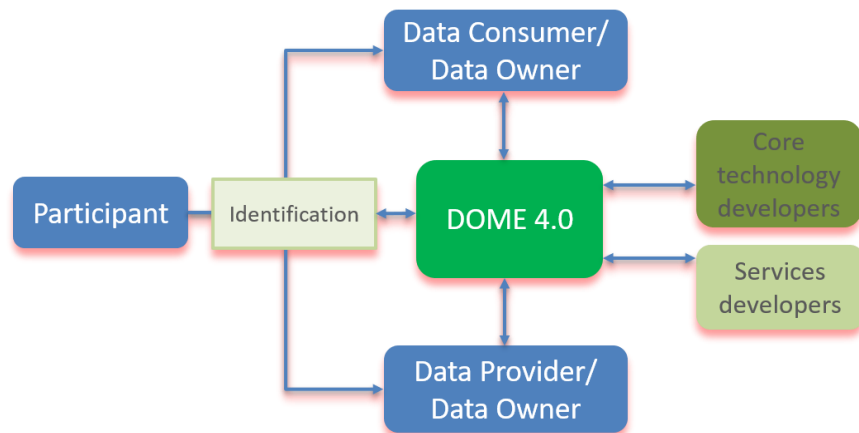 Data Consumer/
Data Owner
Participant
Identification
DOME 4.0
Core
technology
developers
Services
developers
Data Provider/
Data Owner